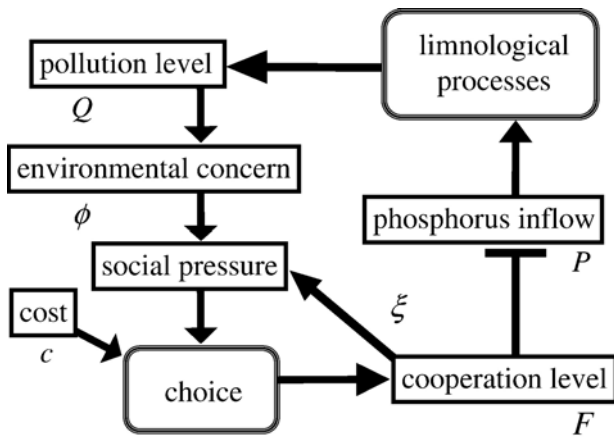 limnological
processes
pollution level
Q
environmental concern
ϕ
phosphorus inflow
P
social pressure
ξ
cost
c
choice
cooperation level
F